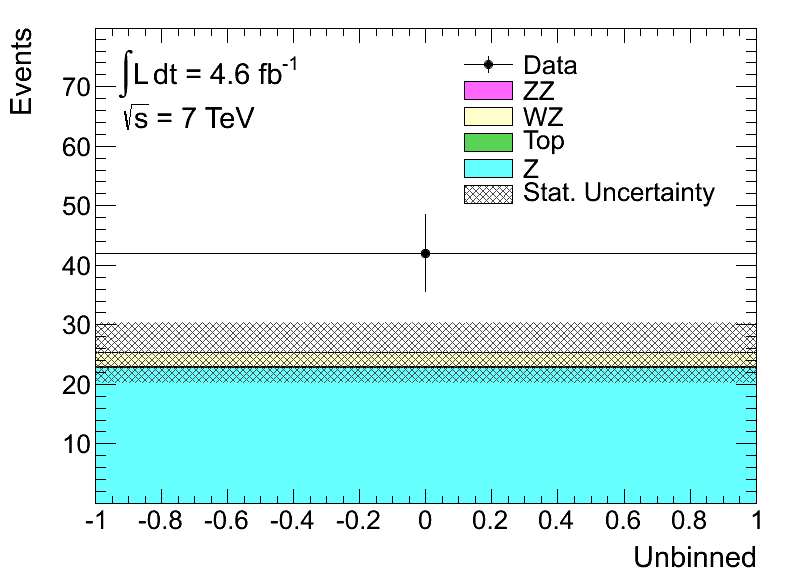 Events
∫L dt = 4.6 fb⁻¹
√s = 7 TeV
Data
ZZ
WZ
Top
Z
Stat. Uncertainty
70
60
50
40
30
20
10
-1 -0.8 -0.6 -0.4 -0.2 0 0.2 0.4 0.6 0.8 1
Unbinned